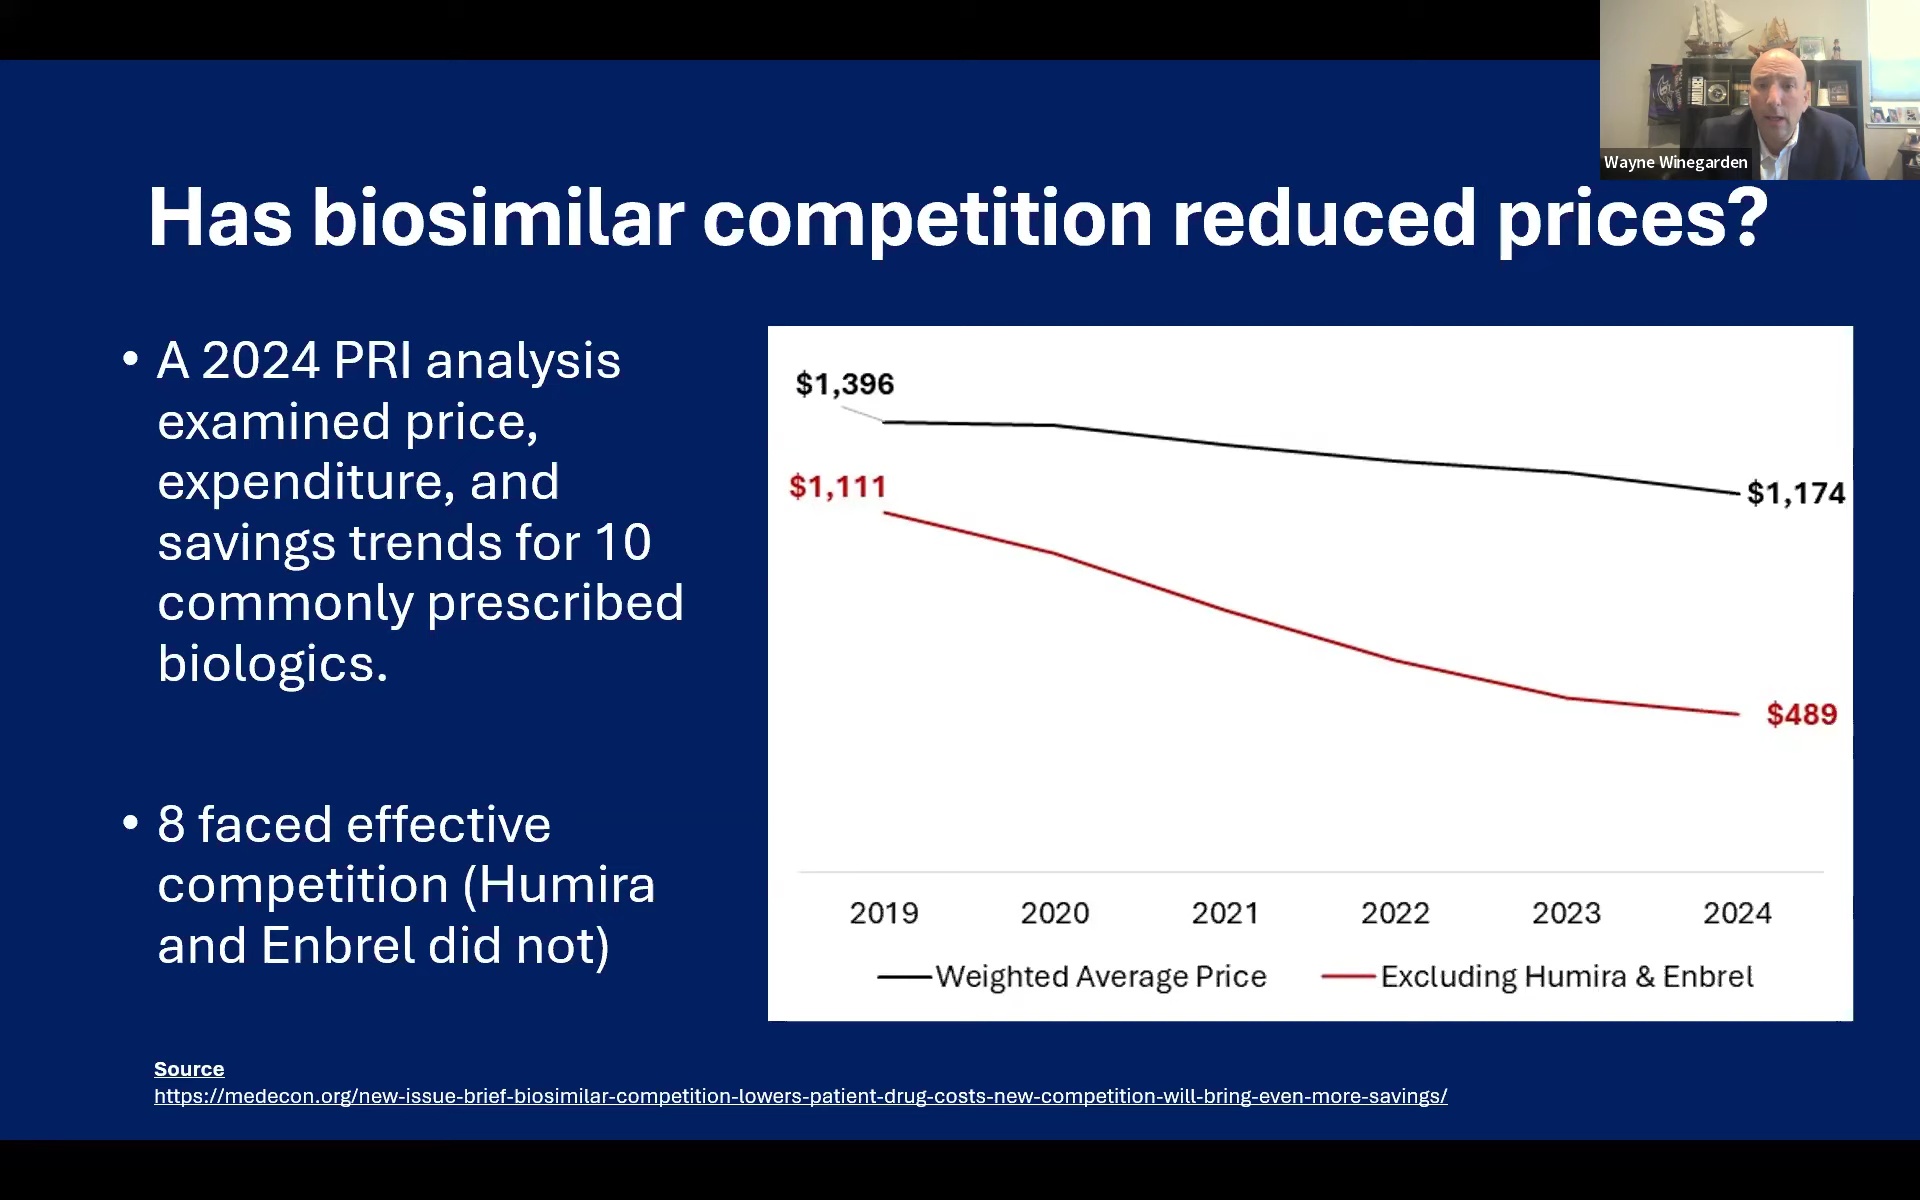 Wayne Winegarden
Has biosimilar competition reduced prices?
• A 2024 PRI analysis
examined price,
expenditure, and
savings trends for 10
commonly prescribed
biologics.
• 8 faced effective
competition (Humira
and Enbrel did not)
$1,396
$1,111
$1,174
$489
2019 2020 2021 2022 2023 2024
Weighted Average Price Excluding Humira & Enbrel
Source
https://medecon.org/new-issue-brief-biosimilar-competition-lowers-patient-drug-costs-new-competition-will-bring-even-more-savings/